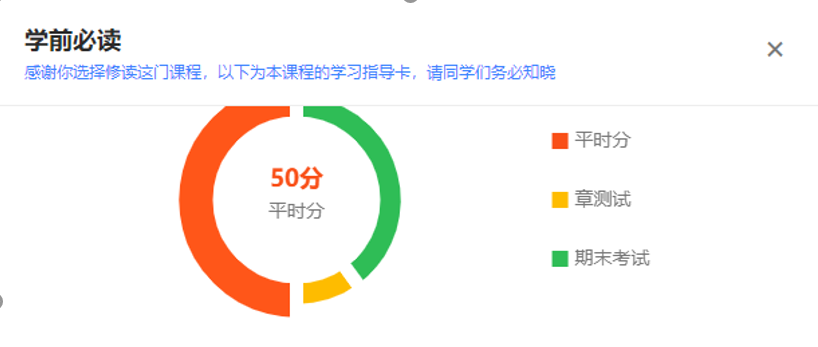 学前必读
感谢你选择修读这门课程，以下为本课程的学习指导卡，请同学们务必知晓
50分
平时分
平时分
章测试
期末考试